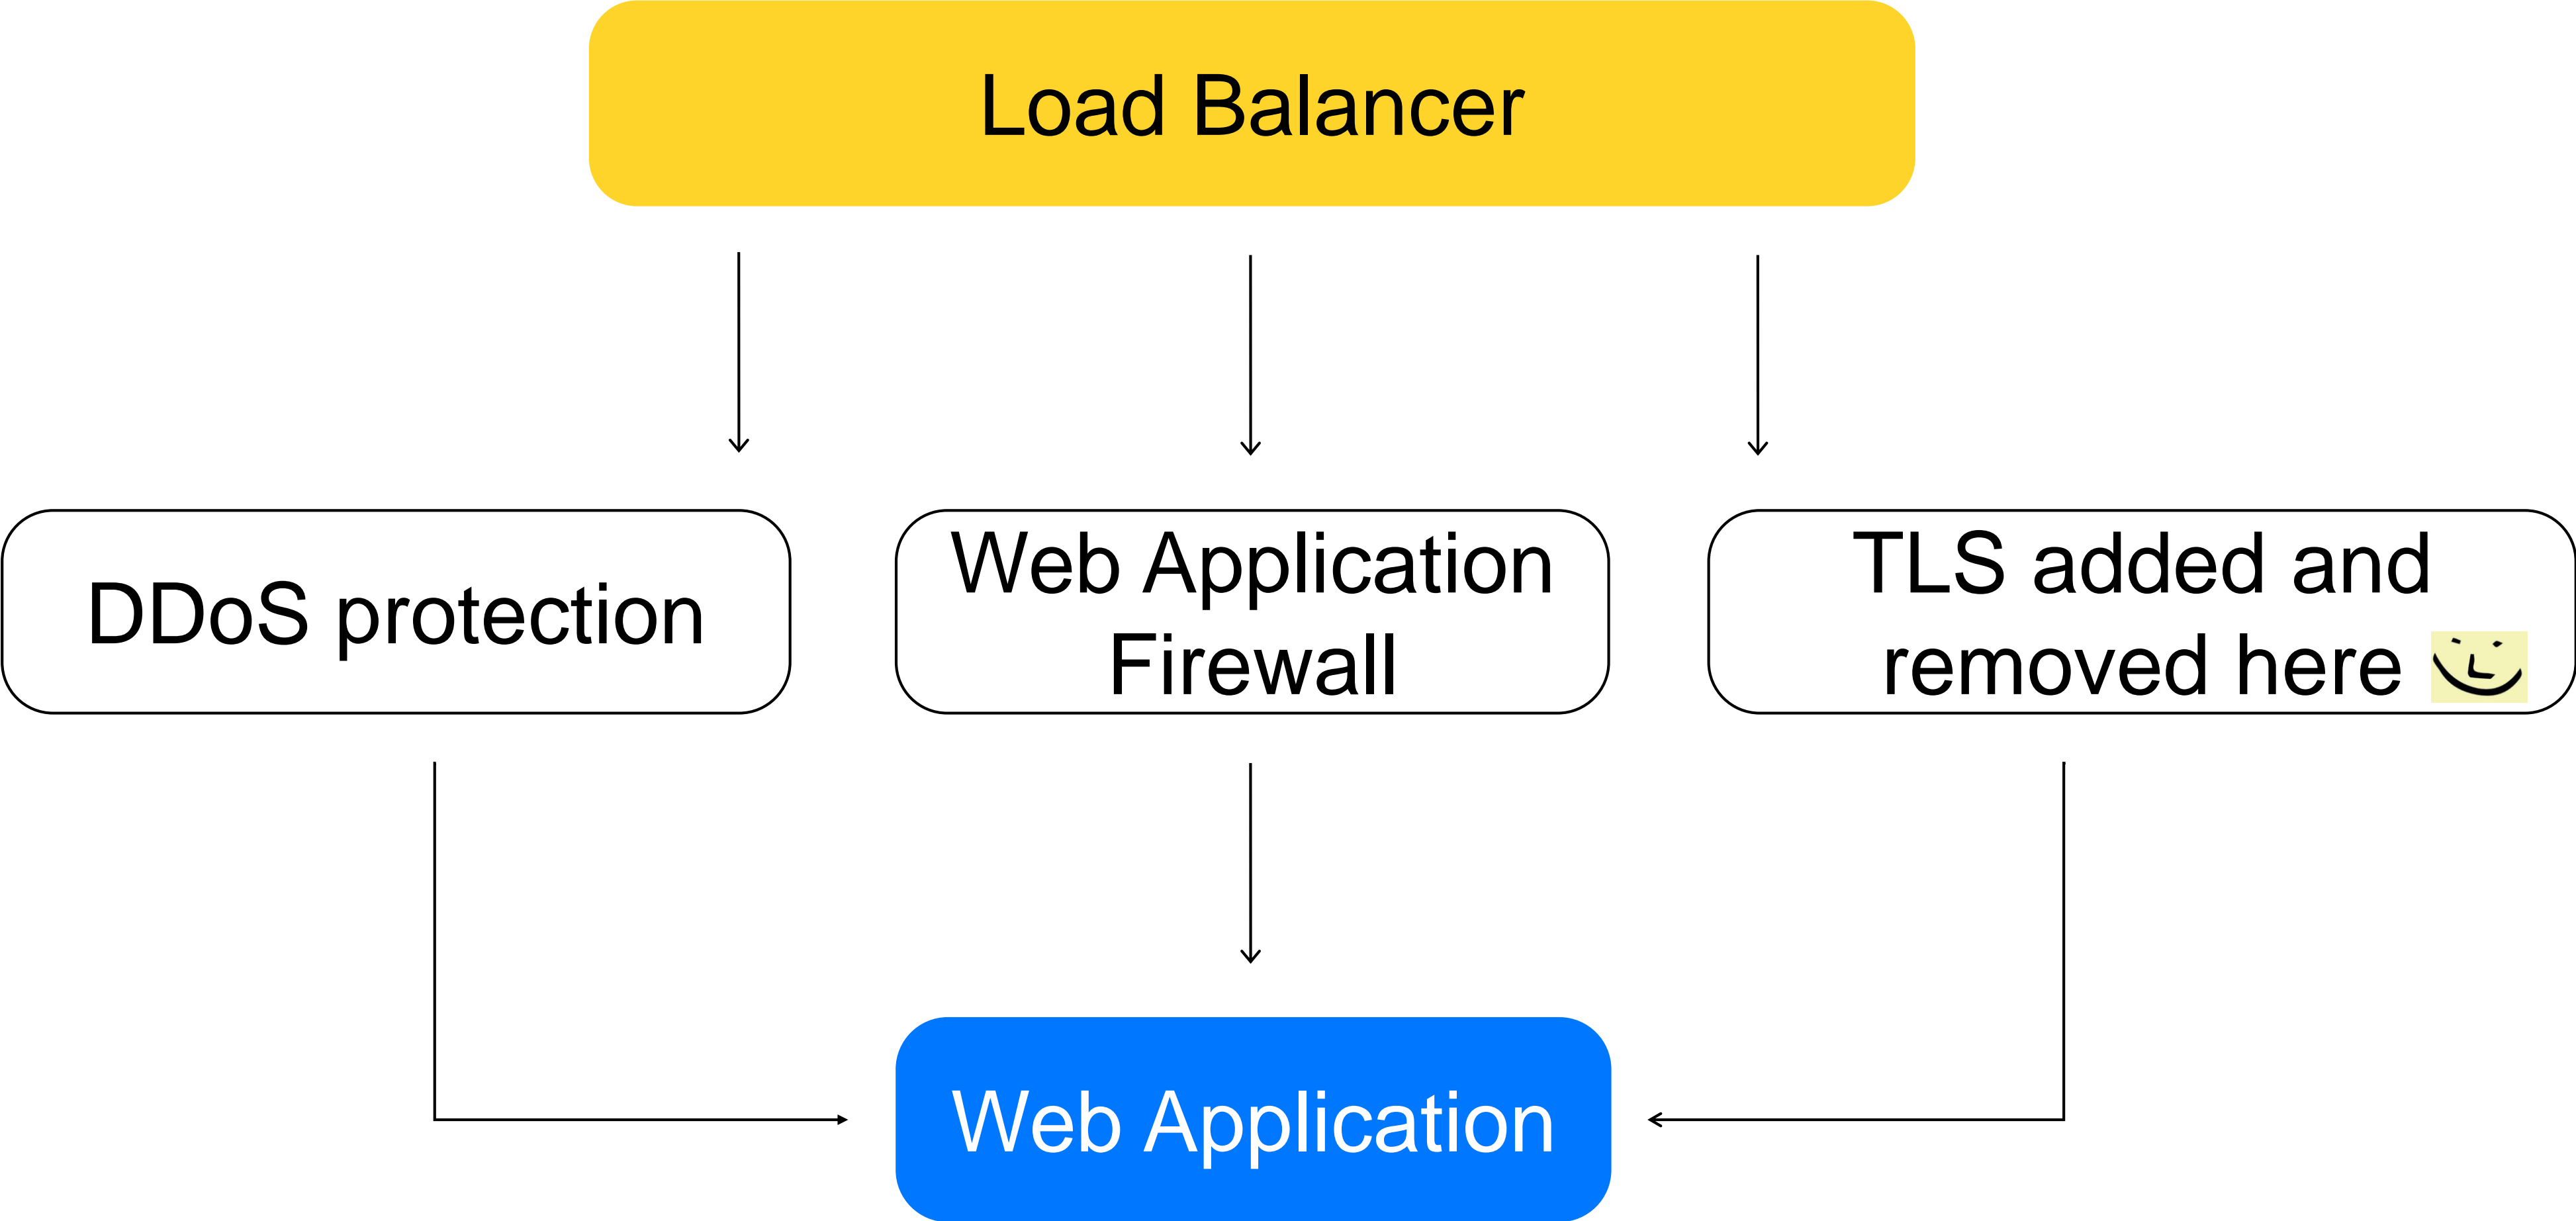 Load Balancer
DDoS protection
Web Application
Firewall
TLS added and
removed here
Web Application